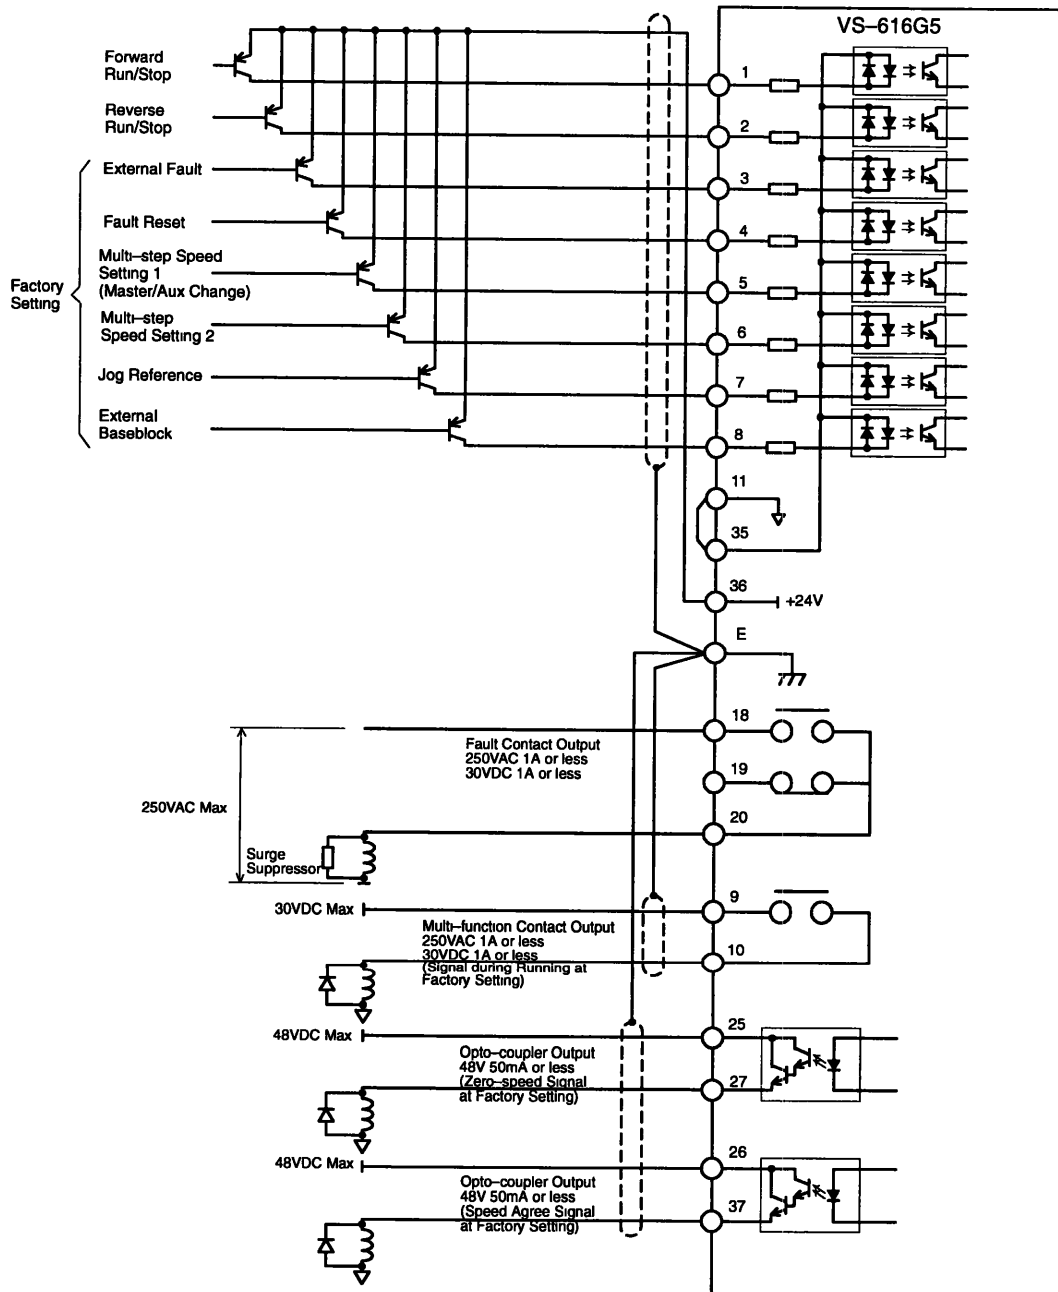 VS–616G5
Forward
Run/Stop
1
Reverse
Run/Stop
2
External Fault
3
Fault Reset
4
Factory
Setting
Multi–step Speed
Setting 1
(Master/Aux Change)
5
Multi–step
Speed Setting 2
6
Jog Reference
7
External
Baseblock
8
11
35
36
+24V
E
18
Fault Contact Output
250VAC 1A or less
30VDC 1A or less
19
250VAC Max
20
Surge
Suppressor
30VDC Max
9
Multi–function Contact Output
250VAC 1A or less
30VDC 1A or less
(Signal during Running at
Factory Setting)
10
48VDC Max
25
Opto–coupler Output
48V 50mA or less
(Zero–speed Signal
at Factory Setting)
27
48VDC Max
26
Opto–coupler Output
48V 50mA or less
(Speed Agree Signal
at Factory Setting)
37